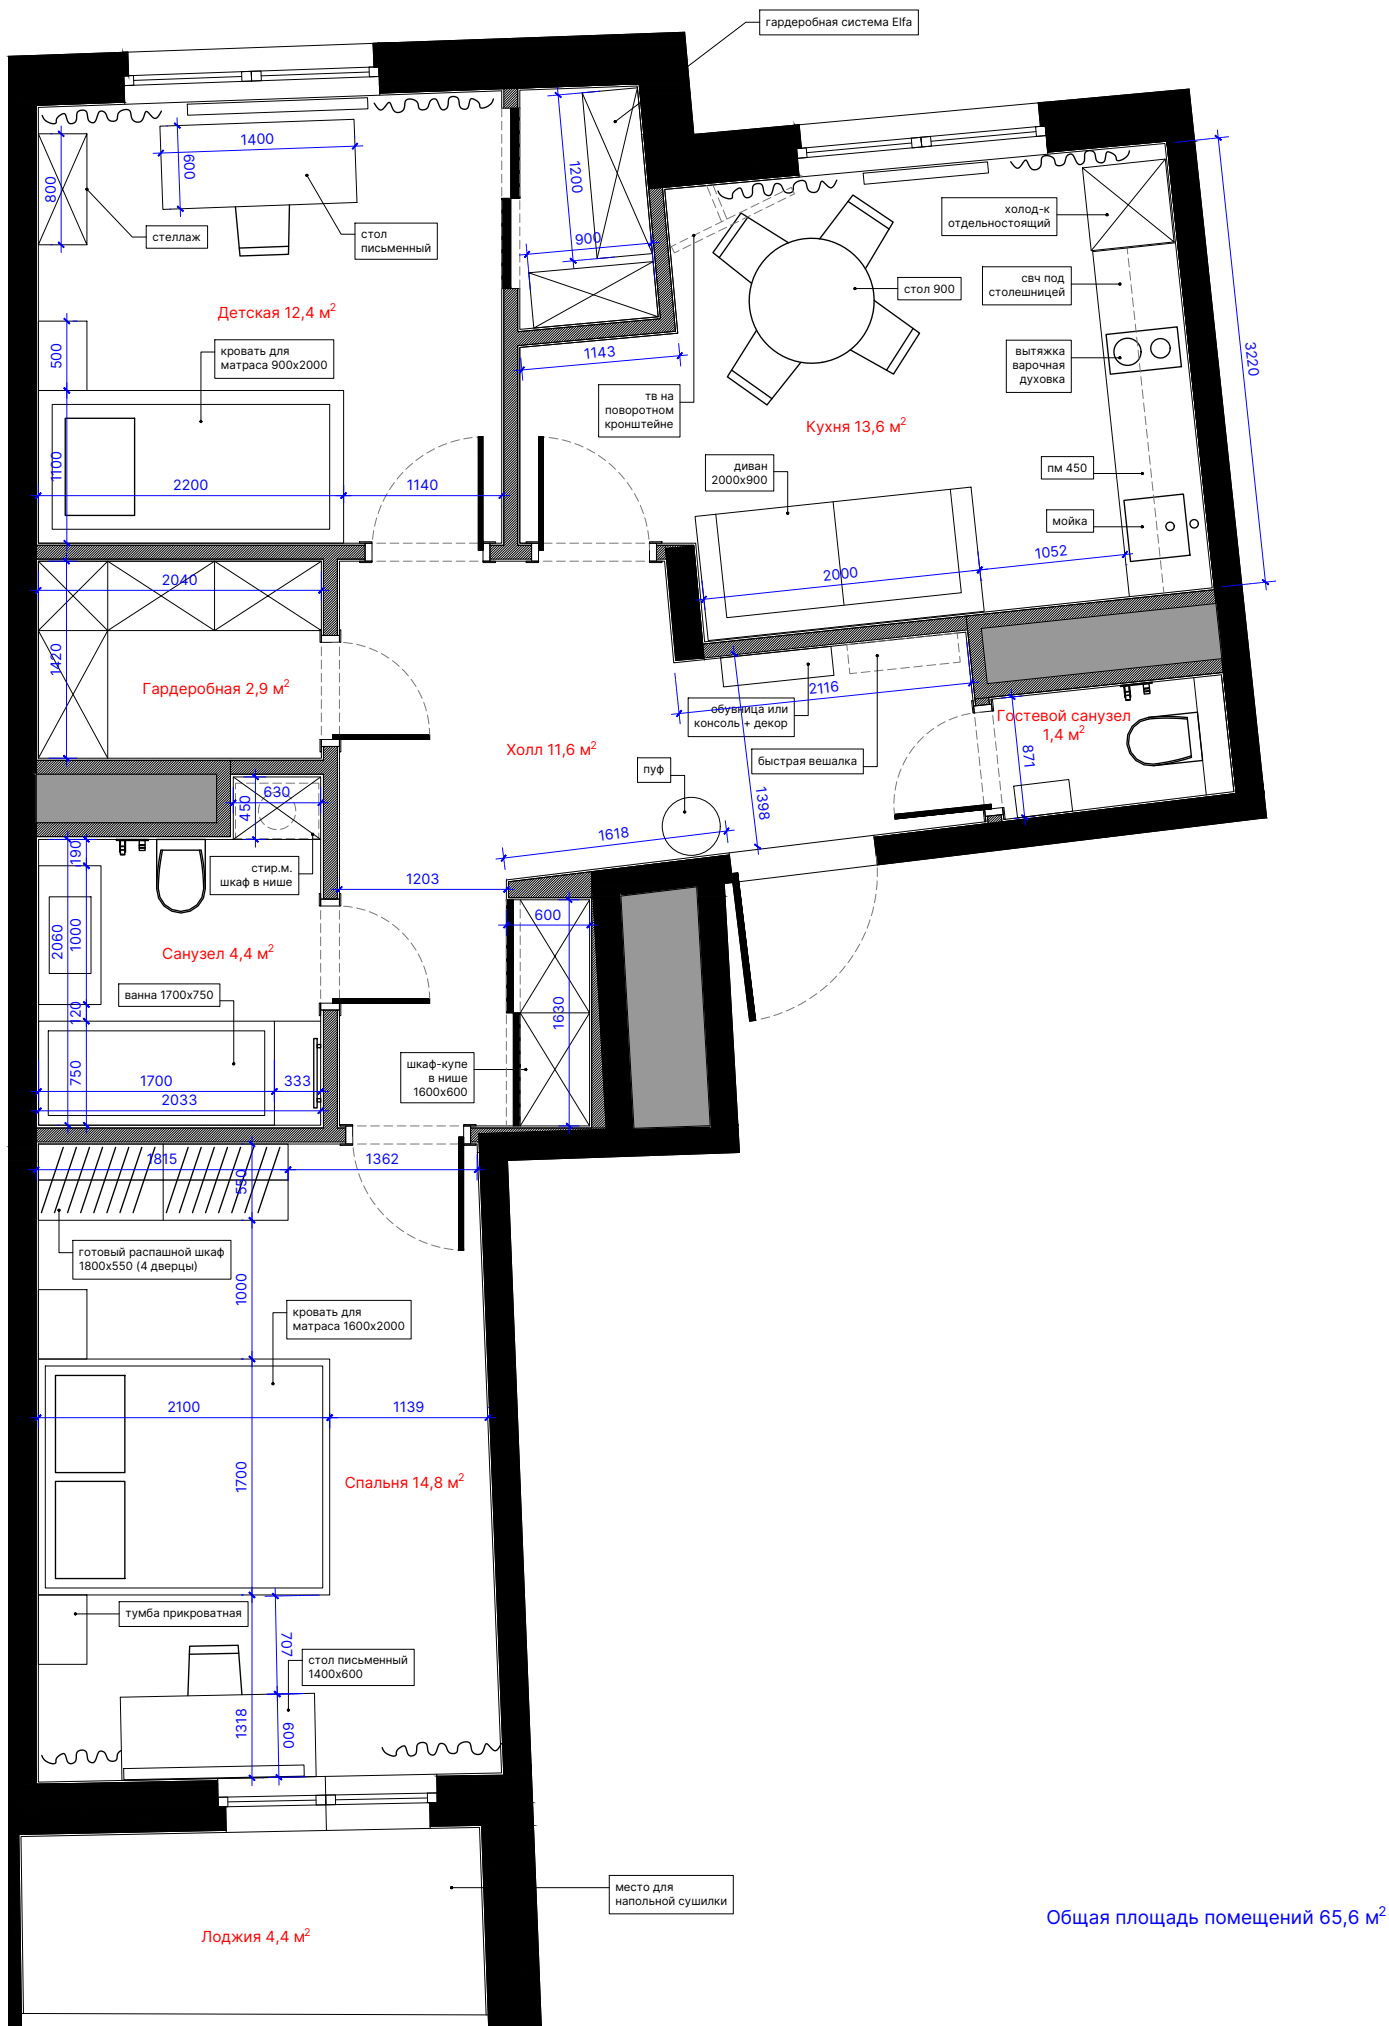 гардеробная система Elfa
1400
600
800
1200
900
стеллаж
стол
письменный
холод-к
отдельностоящий
свч под
столешницей
стол 900
Детская 12,4 м²
кровать для
матраса 900х2000
500
1143
вытяжка
варочная
духовка
3220
тв на
поворотном
кронштейне
Кухня 13,6 м²
1100
2200
1140
диван
2000х900
пм 450
мойка
2000
1052
2040
1420
Гардеробная 2,9 м²
2116
обувница или
консоль + декор
Гостевой санузел
1,4 м²
Холл 11,6 м²
быстрая вешалка
871
пуф
1398
630
450
1618
стир.м.
шкаф в нише
190
1203
600
2060
1000
Санузел 4,4 м²
ванна 1700х750
120
1630
750
1700
333
2033
шкаф-купе
в нише
1600х600
1815
1362
550
готовый распашной шкаф
1800х550 (4 дверцы)
1000
кровать для
матраса 1600х2000
2100
1139
1700
Спальня 14,8 м²
тумба прикроватная
707
стол письменный
1400х600
1318
600
место для
напольной сушилки
Лоджия 4,4 м²
Общая площадь помещений 65,6 м²